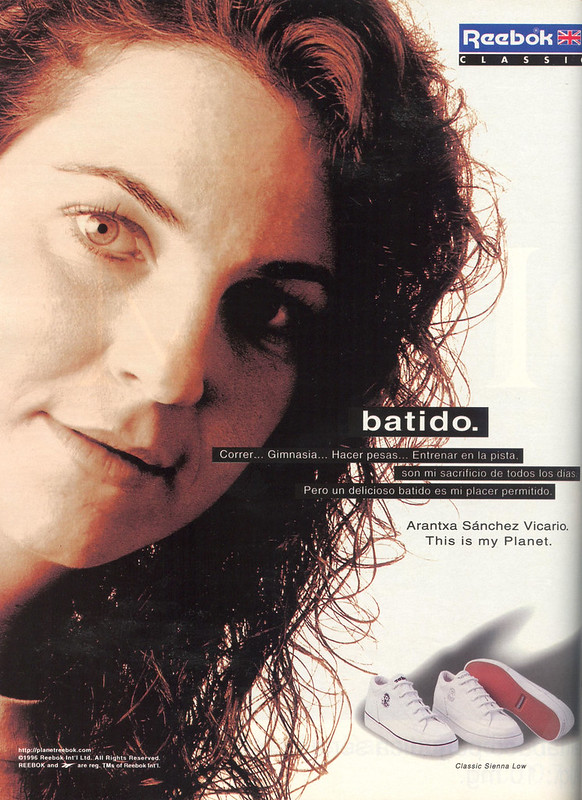 Reebok
CLASSIC
batido.
Correr... Gimnasia... Hacer pesas... Entrenar en la pista.
son mi sacrificio de todos los días
Pero un delicioso batido es mi placer permitido.
Arantxa Sánchez Vicario.
This is my Planet.
http://planetreebok.com
©1996 Reebok Int'l Ltd. All Rights Reserved.
REEBOK and are reg. TMs of Reebok Int'l.
Classic Sienna Low